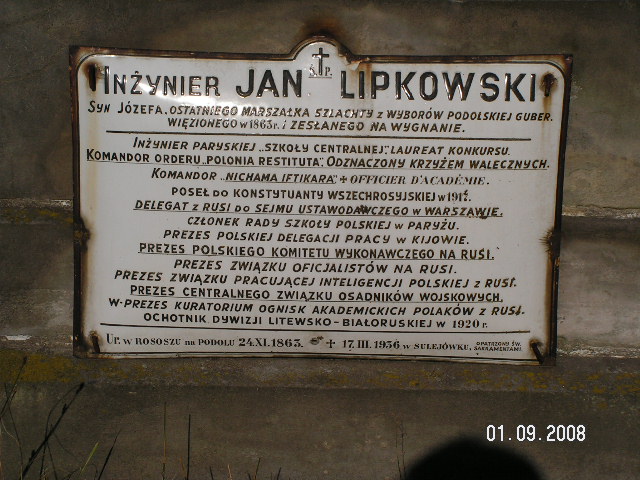 Ś. P.
INŻYNIER JAN LIPKOWSKI
SYN JÓZEFA, OSTATNIEGO MARSZAŁKA SZLACHTY Z WYBORÓW PODOLSKIEJ GUBER.
WIĘZIONEGO W 1863 R. I ZESŁANEGO NA WYGNANIE.
INŻYNIER PARYSKIEJ „SZKOŁY CENTRALNEJ", LAUREAT KONKURSU.
KOMANDOR ORDERU „POLONIA RESTITUTA". ODZNACZONY KRZYŻEM WALECZNYCH.
KOMANDOR „NICHAMA IFTIKARA" + OFFICIER D'ACADÉMIE.
POSEŁ DO KONSTYTUANTY WSZECHROSYJSKIEJ W
DELEGAT Z RUSI DO SEJMU USTAWODAWCZEGO W WARSZAWIE.
CZŁONEK RADY SZKOŁY POLSKIEJ W PARYŻU.
PREZES POLSKIEJ DELEGACJI PRACY W KIJOWIE.
PREZES POLSKIEGO KOMITETU WYKONAWCZEGO NA RUSI.
PREZES ZWIĄZKU OFICJALISTÓW NA RUSI.
PREZES ZWIĄZKU PRACUJĄCEJ INTELIGENCJI POLSKIEJ Z RUSI.
PREZES CENTRALNEGO ZWIĄZKU OSADNIKÓW WOJSKOWYCH.
W-PREZES KURATORIUM OGNISK AKADEMICKICH POLAKÓW Z RUSI.
OCHOTNIK DYWIZJI LITEWSKO-BIAŁORUSKIEJ W 1920 R.
UR. W ROSOSZU NA PODOLU 24.XI.1863. + 17.III.1936 W SULEJÓWKU, OPATRZONY ŚW. SAKRAMENTAMI.
01.09.2008